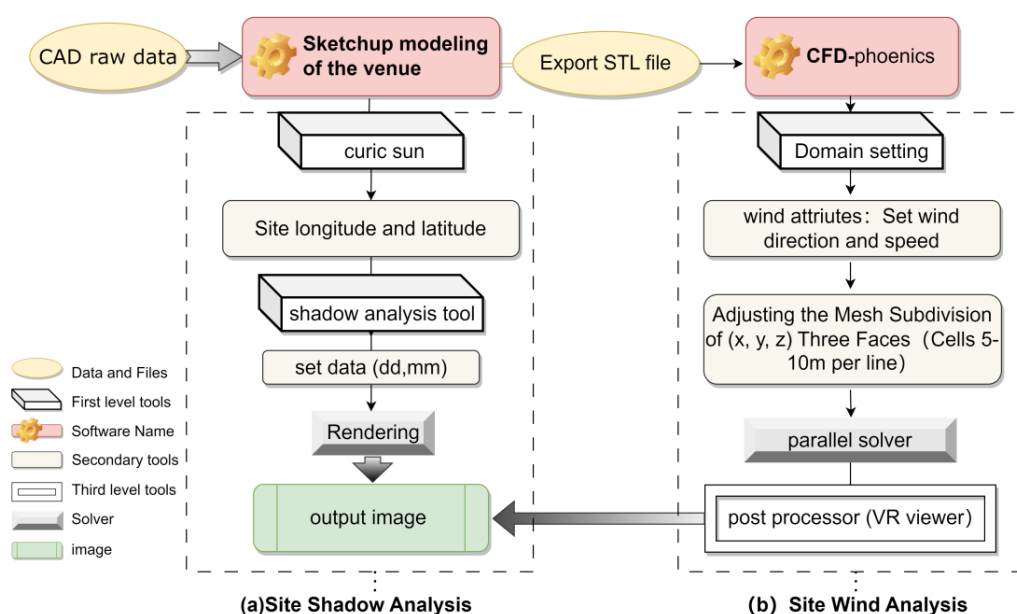 CAD raw data
Sketchup modeling
of the venue
Export STL file
CFD-phoenics
curic sun
Site longitude and latitude
shadow analysis tool
set data (dd,mm)
Rendering
output image
Domain setting
wind attriutes：Set wind
direction and speed
Adjusting the Mesh Subdivision
of (x, y, z) Three Faces（Cells 5-
10m per line）
parallel solver
post processor (VR viewer)
Data and Files
First level tools
Software Name
Secondary tools
Third level tools
Solver
image
(a)Site Shadow Analysis
(b) Site Wind Analysis